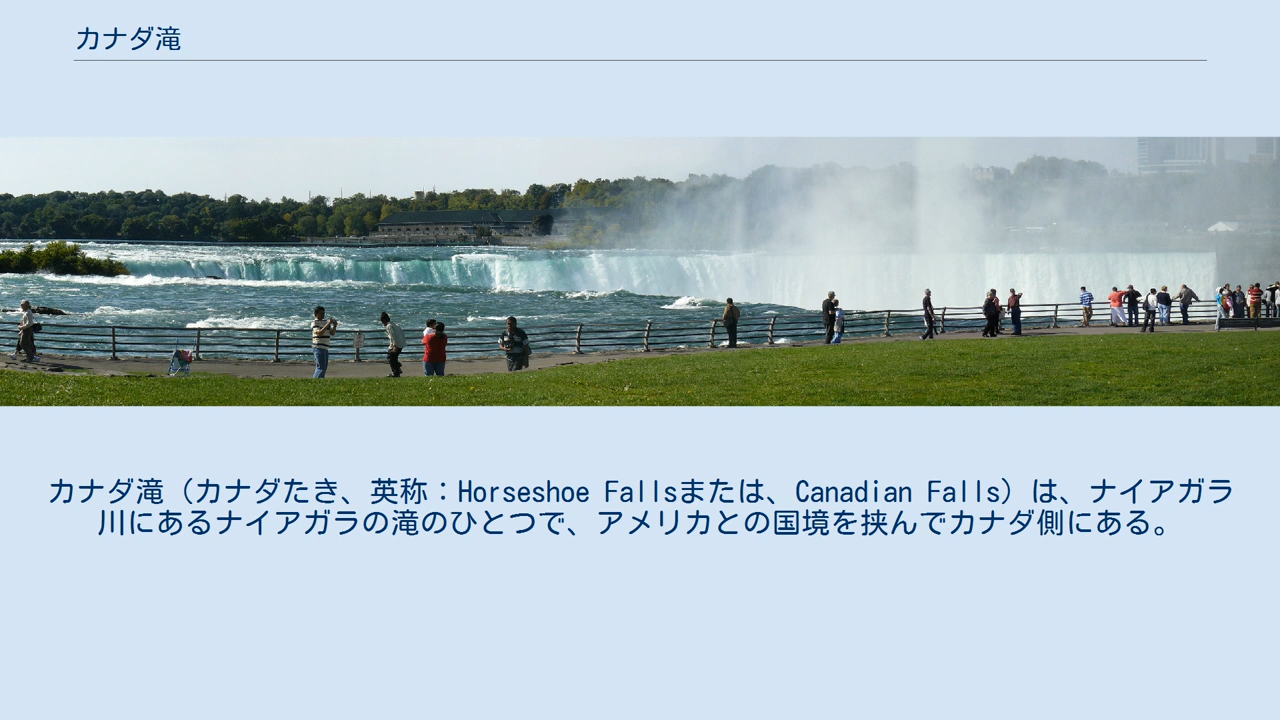 カナダ滝
カナダ滝（カナダたき、英称：Horseshoe Fallsまたは、Canadian Falls）は、ナイアガラ
川にあるナイアガラの滝のひとつで、アメリカとの国境を挟んでカナダ側にある。